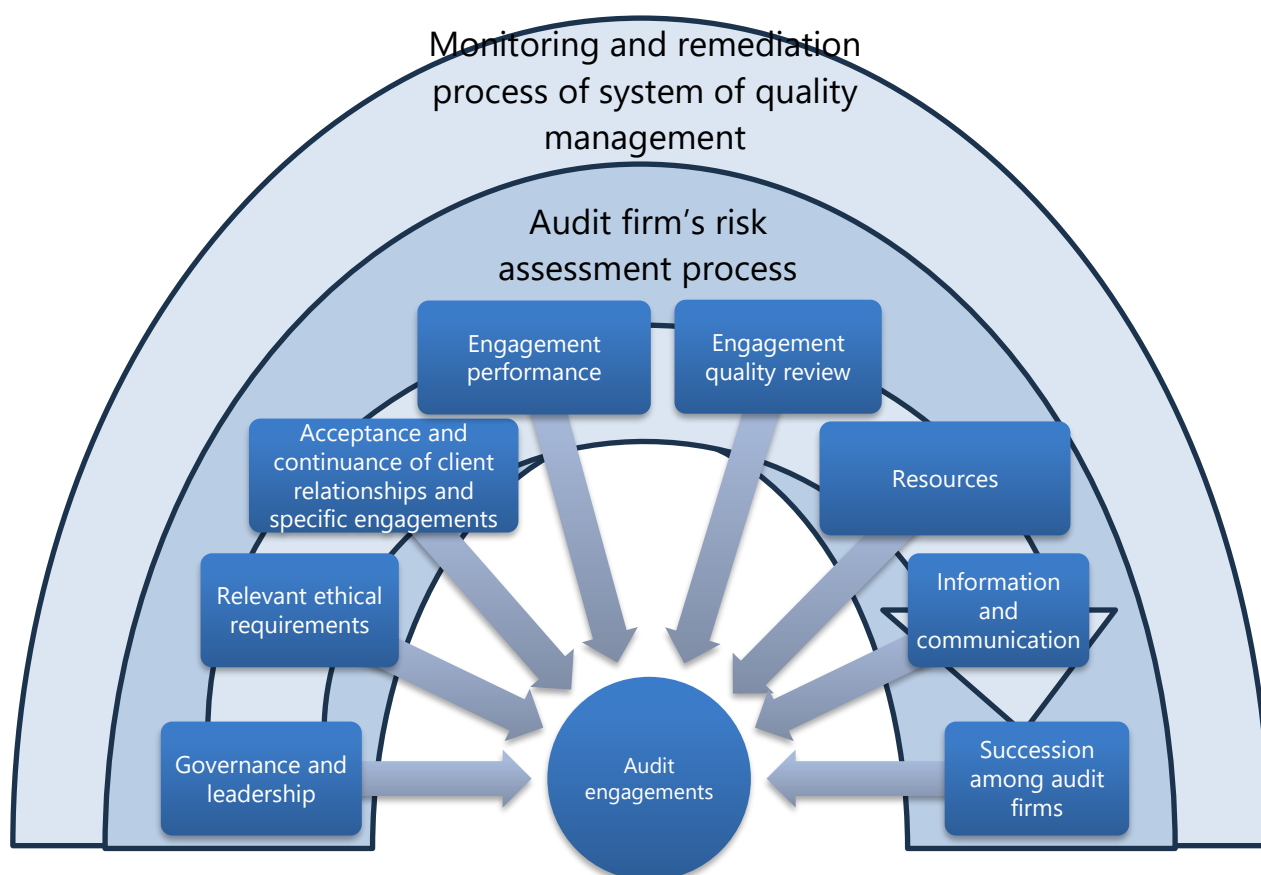 Monitoring and remediation
process of system of quality
management
Audit firm’s risk
assessment process
Engagement
performance
Engagement
quality review
Acceptance and
continuance of client
relationships and
specific engagements
Resources
Relevant ethical
requirements
Information
and
communication
Governance and
leadership
Audit
engagements
Succession
among audit
firms